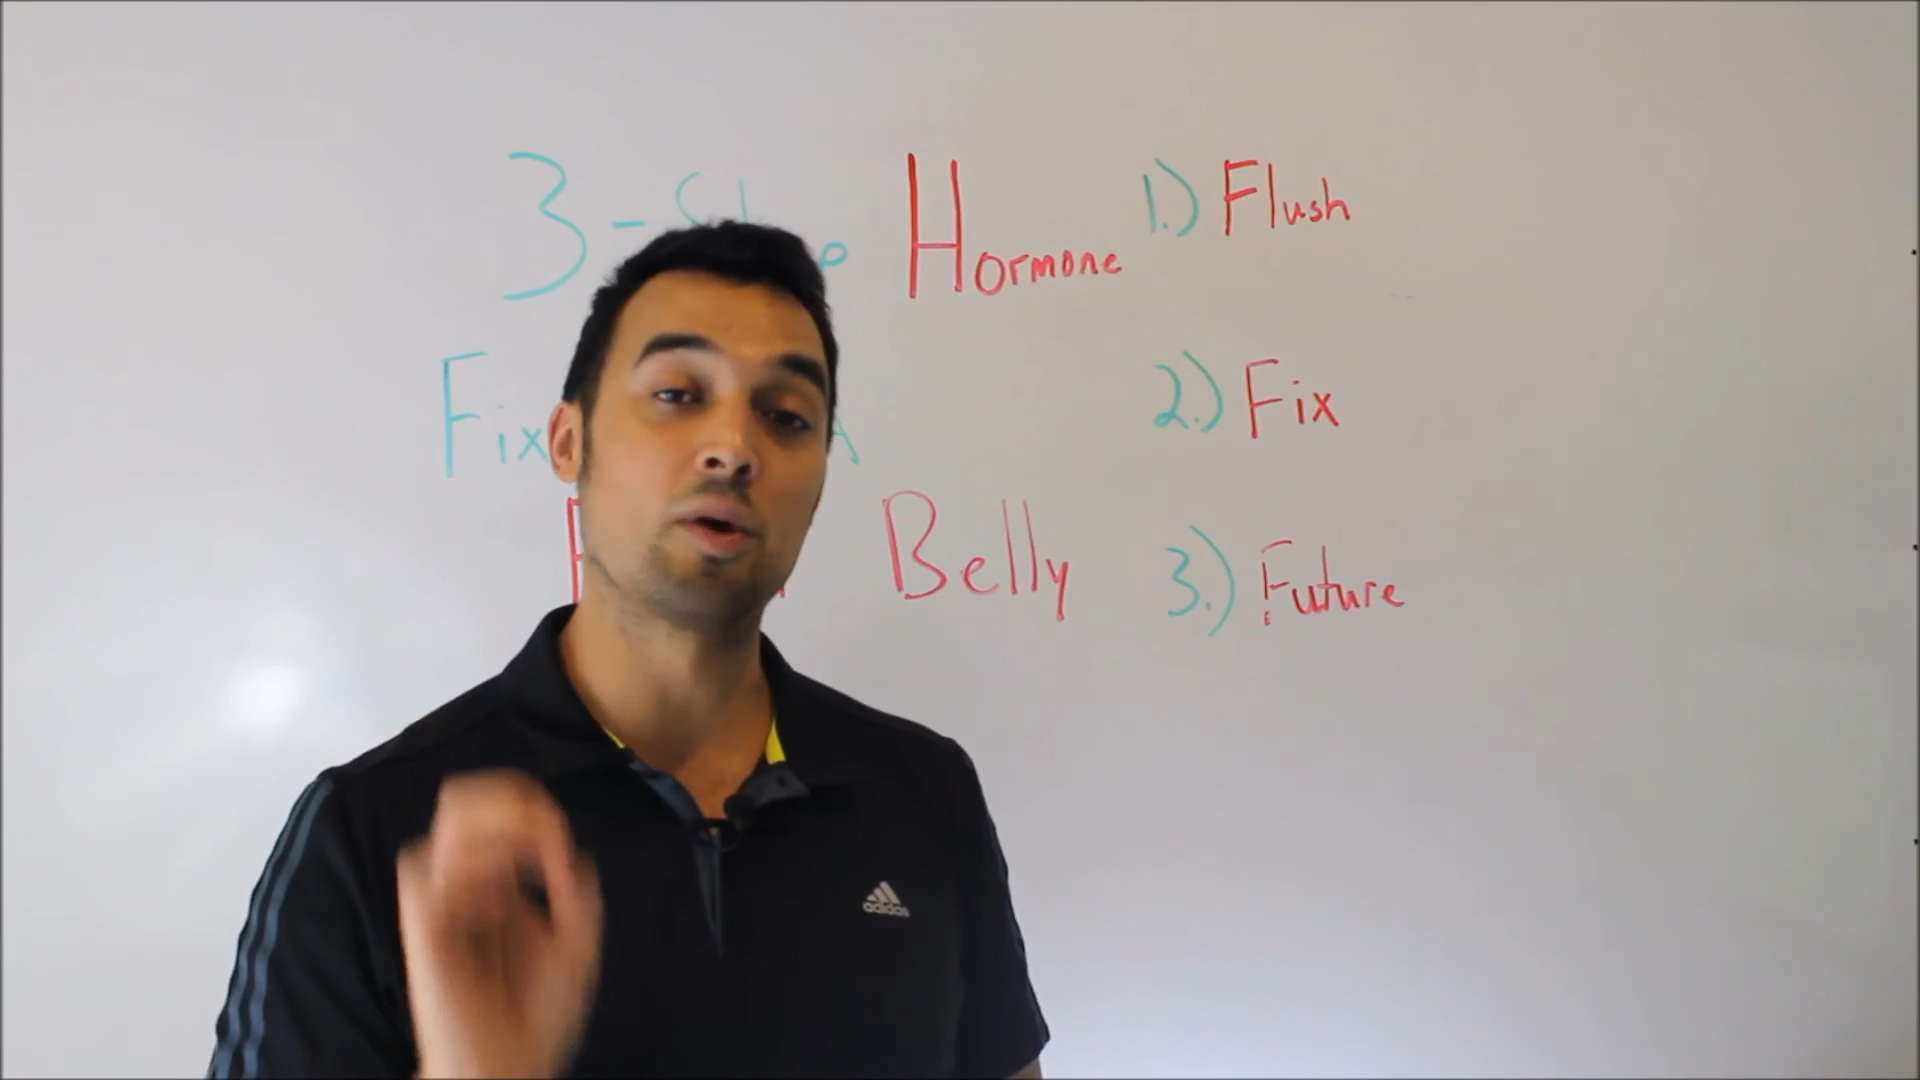 3- Hormone
Fix
Belly
1.) Flush
2.) Fix
3.) Future
adidas